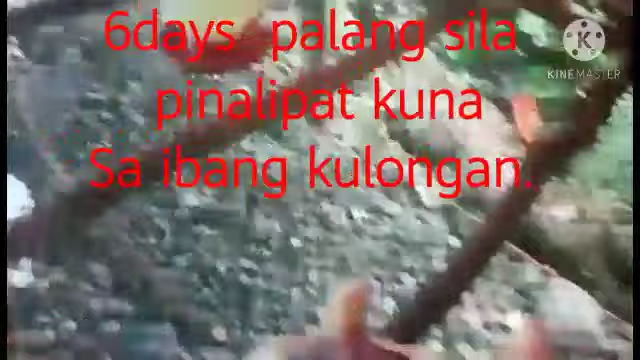 6days palang sila
pinalipat kuna
Sa ibang kulongan.
K
KINEMASTER